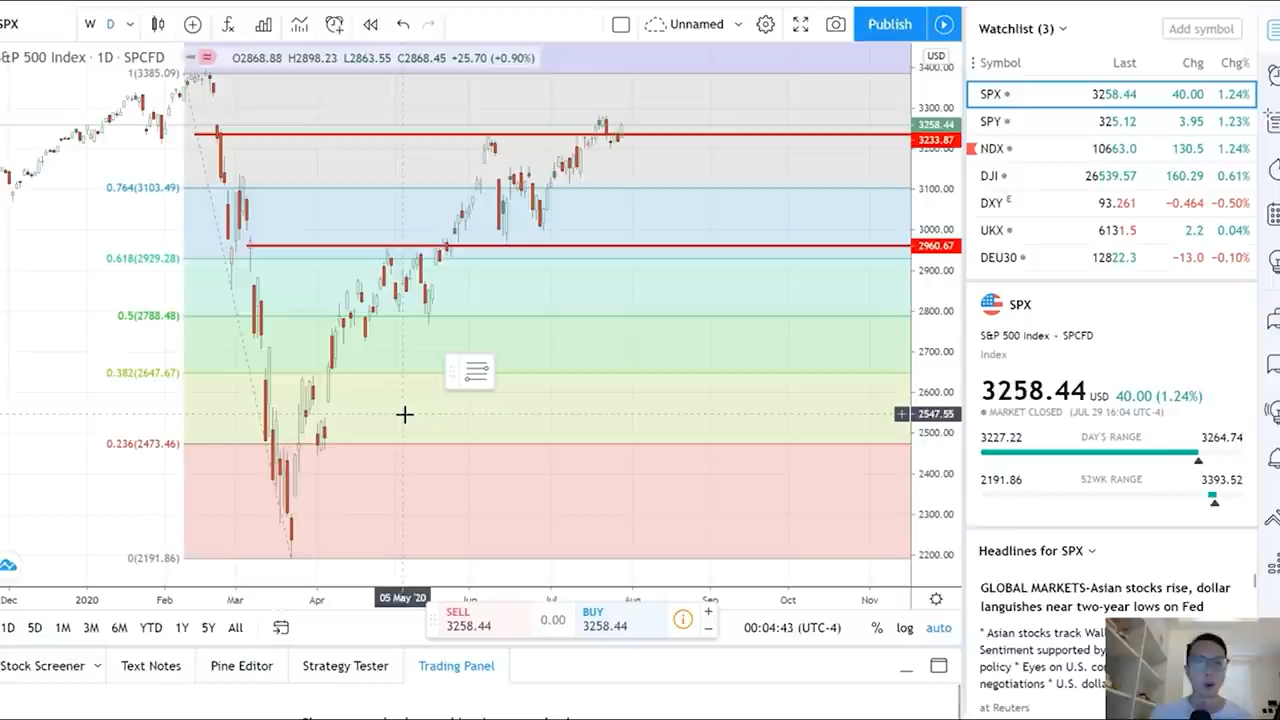 SPX
W D
Unnamed
Publish
S&P 500 Index · 1D · SPCFD
O2868.88 H2898.23 L2863.55 C2868.45 +25.70 (+0.90%)
USD
1(3385.09)
0.764(3103.49)
0.618(2929.28)
0.5(2788.48)
0.382(2647.67)
0.236(2473.46)
0(2191.86)
3400.00
3300.00
3258.44
3233.87
3200.00
3100.00
3000.00
2960.67
2900.00
2800.00
2700.00
2600.00
2547.55
2500.00
2400.00
2300.00
2200.00
Dec 2020 Feb Mar Apr 05 May '20 Jun Jul Aug Sep Oct Nov
SELL
3258.44
0.00
BUY
3258.44
1D 5D 1M 3M 6M YTD 1Y 5Y All
00:04:43 (UTC-4) % log auto
Stock Screener Text Notes Pine Editor Strategy Tester Trading Panel
Watchlist (3) Add symbol
Symbol Last Chg Chg%
SPX 3258.44 40.00 1.24%
SPY 325.12 3.95 1.23%
NDX 10663.0 130.5 1.24%
DJI 26539.57 160.29 0.61%
DXY E 93.261 −0.464 −0.50%
UKX 6131.5 2.2 0.04%
DEU30 12822.3 −13.0 −0.10%
SPX
S&P 500 Index - SPCFD
Index
3258.44 USD 40.00 (1.24%)
MARKET CLOSED (JUL 29 16:04 UTC-4)
3227.22 DAY'S RANGE 3264.74
2191.86 52WK RANGE 3393.52
Headlines for SPX
GLOBAL MARKETS-Asian stocks rise, dollar
languishes near two-year lows on Fed
* Asian stocks track Wal
Sentiment supported by
policy * Eyes on U.S. co
negotiations * U.S. dolla
at Reuters